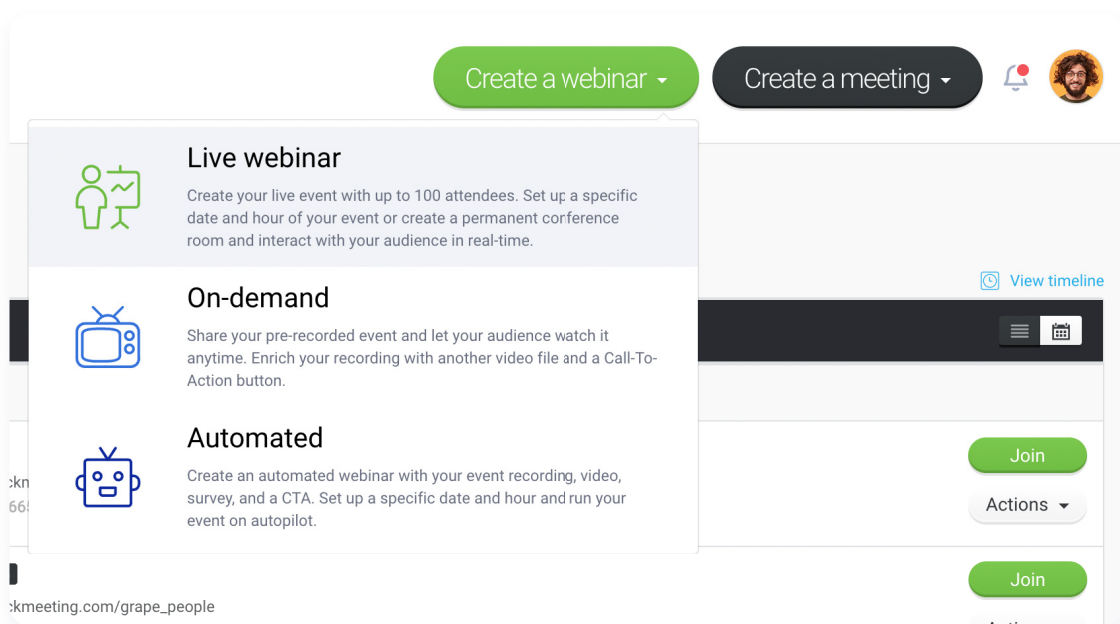 Create a webinar
Create a meeting
Live webinar
Create your live event with up to 100 attendees. Set up a specific
date and hour of your event or create a permanent conference
room and interact with your audience in real-time.
View timeline
On-demand
Share your pre-recorded event and let your audience watch it
anytime. Enrich your recording with another video file and a Call-To-
Action button.
Automated
Create an automated webinar with your event recording, video,
survey, and a CTA. Set up a specific date and hour and run your
event on autopilot.
Join
Actions
Join
ckmeeting.com/grape_people